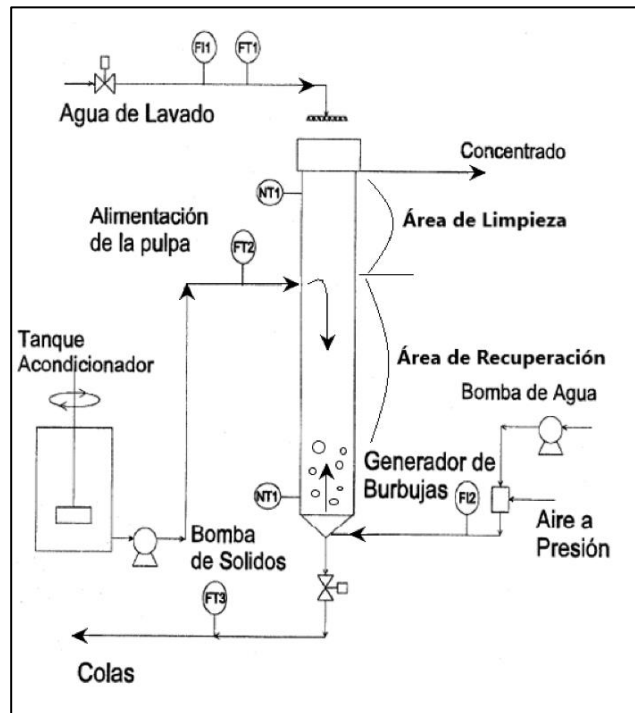 FI1
FT1
Agua de Lavado
Concentrado
NT1
Alimentación
de la pulpa
Área de Limpieza
FT2
Tanque
Acondicionador
Área de Recuperación
Bomba de Agua
Generador de
Burbujas
NT1
FI2
Aire a
Presión
Bomba
de Solidos
FT3
Colas